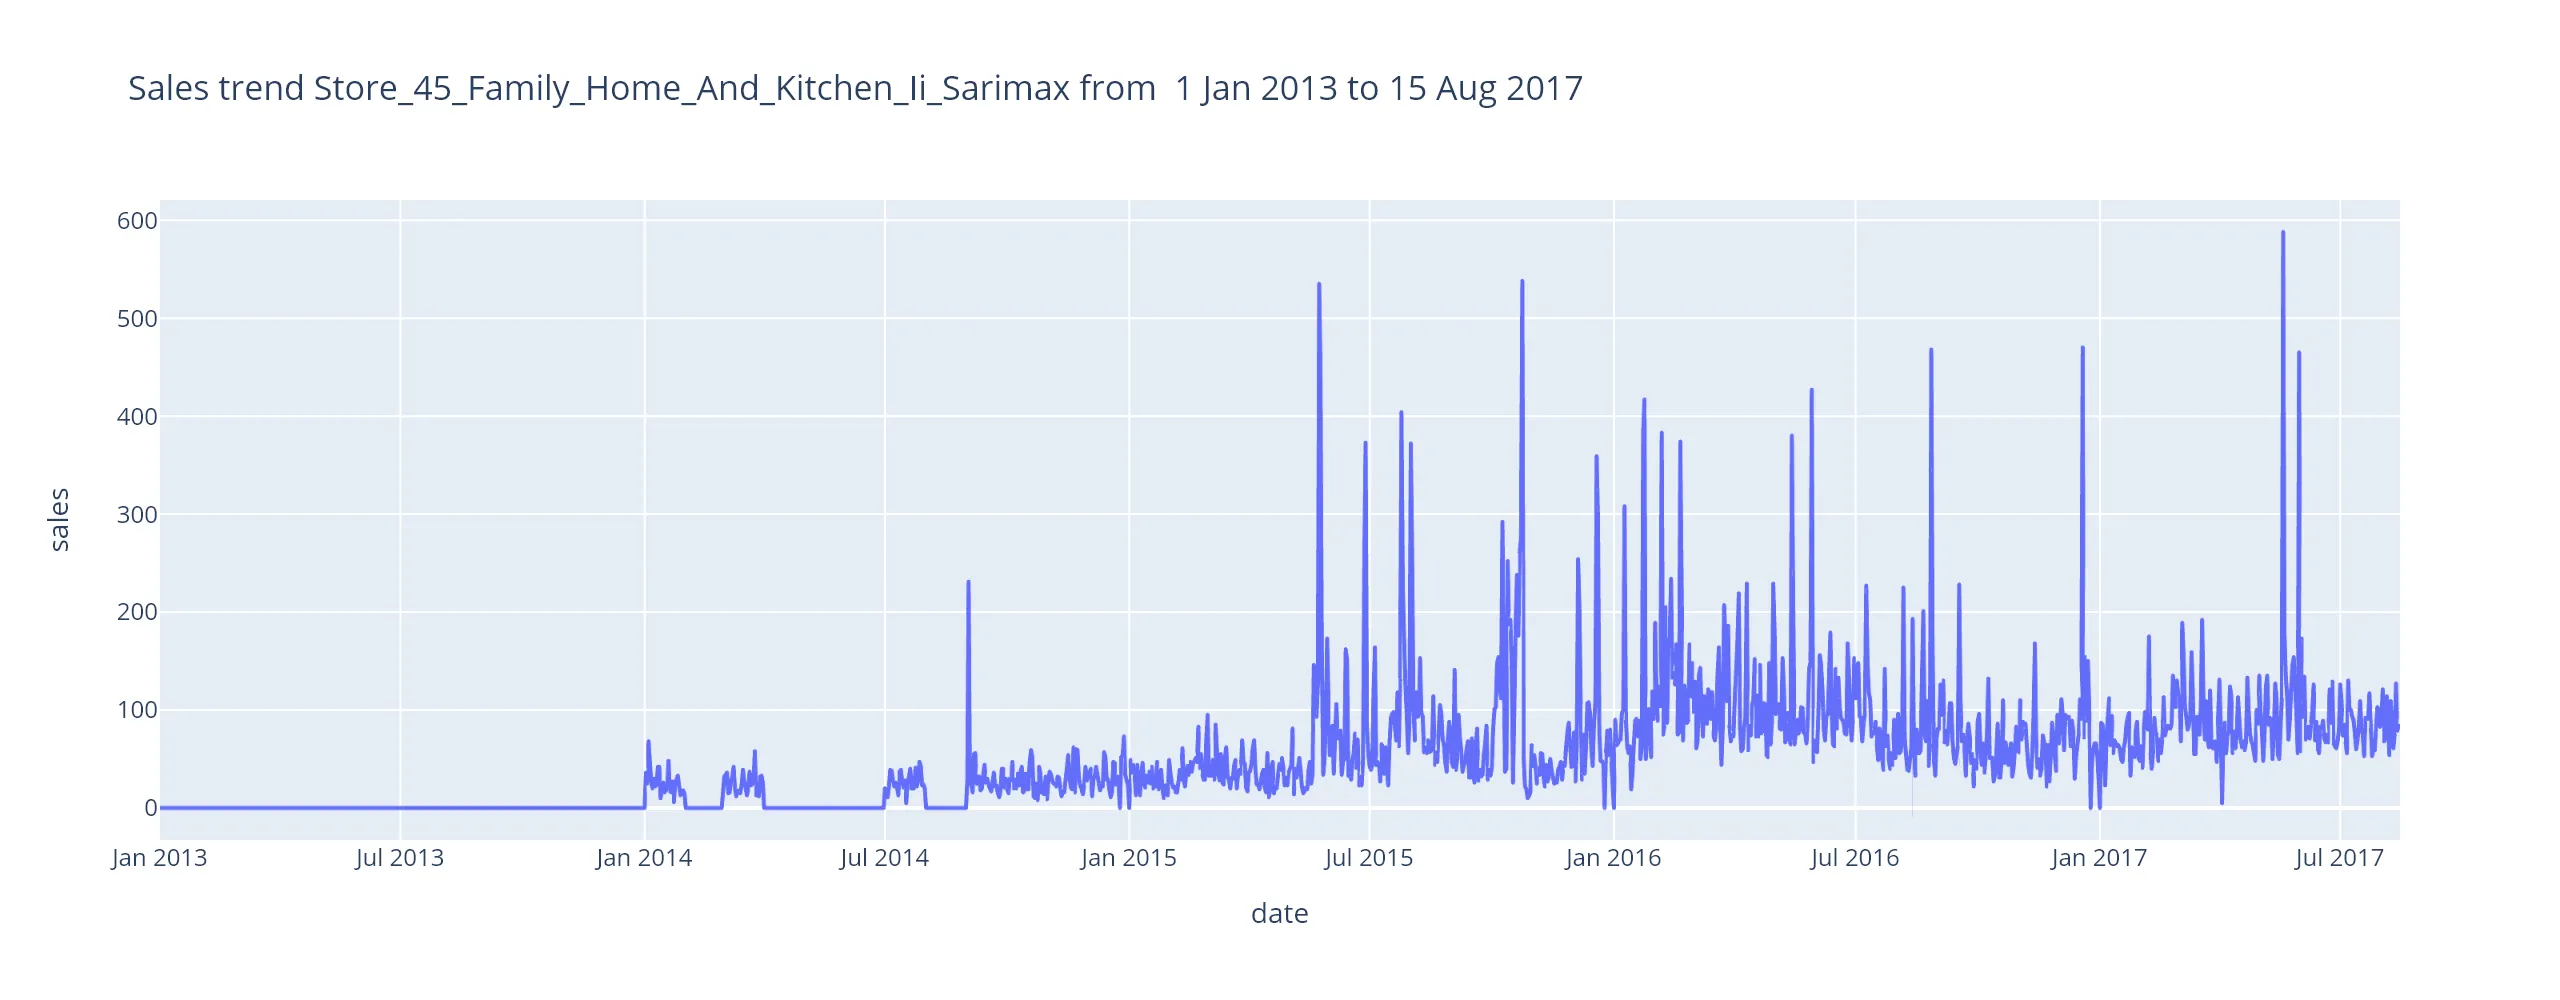 Sales trend Store_45_Family_Home_And_Kitchen_Ii_Sarimax from  1 Jan 2013 to 15 Aug 2017
600
500
400
300
200
100
0
sales
Jan 2013 Jul 2013 Jan 2014 Jul 2014 Jan 2015 Jul 2015 Jan 2016 Jul 2016 Jan 2017 Jul 2017
date